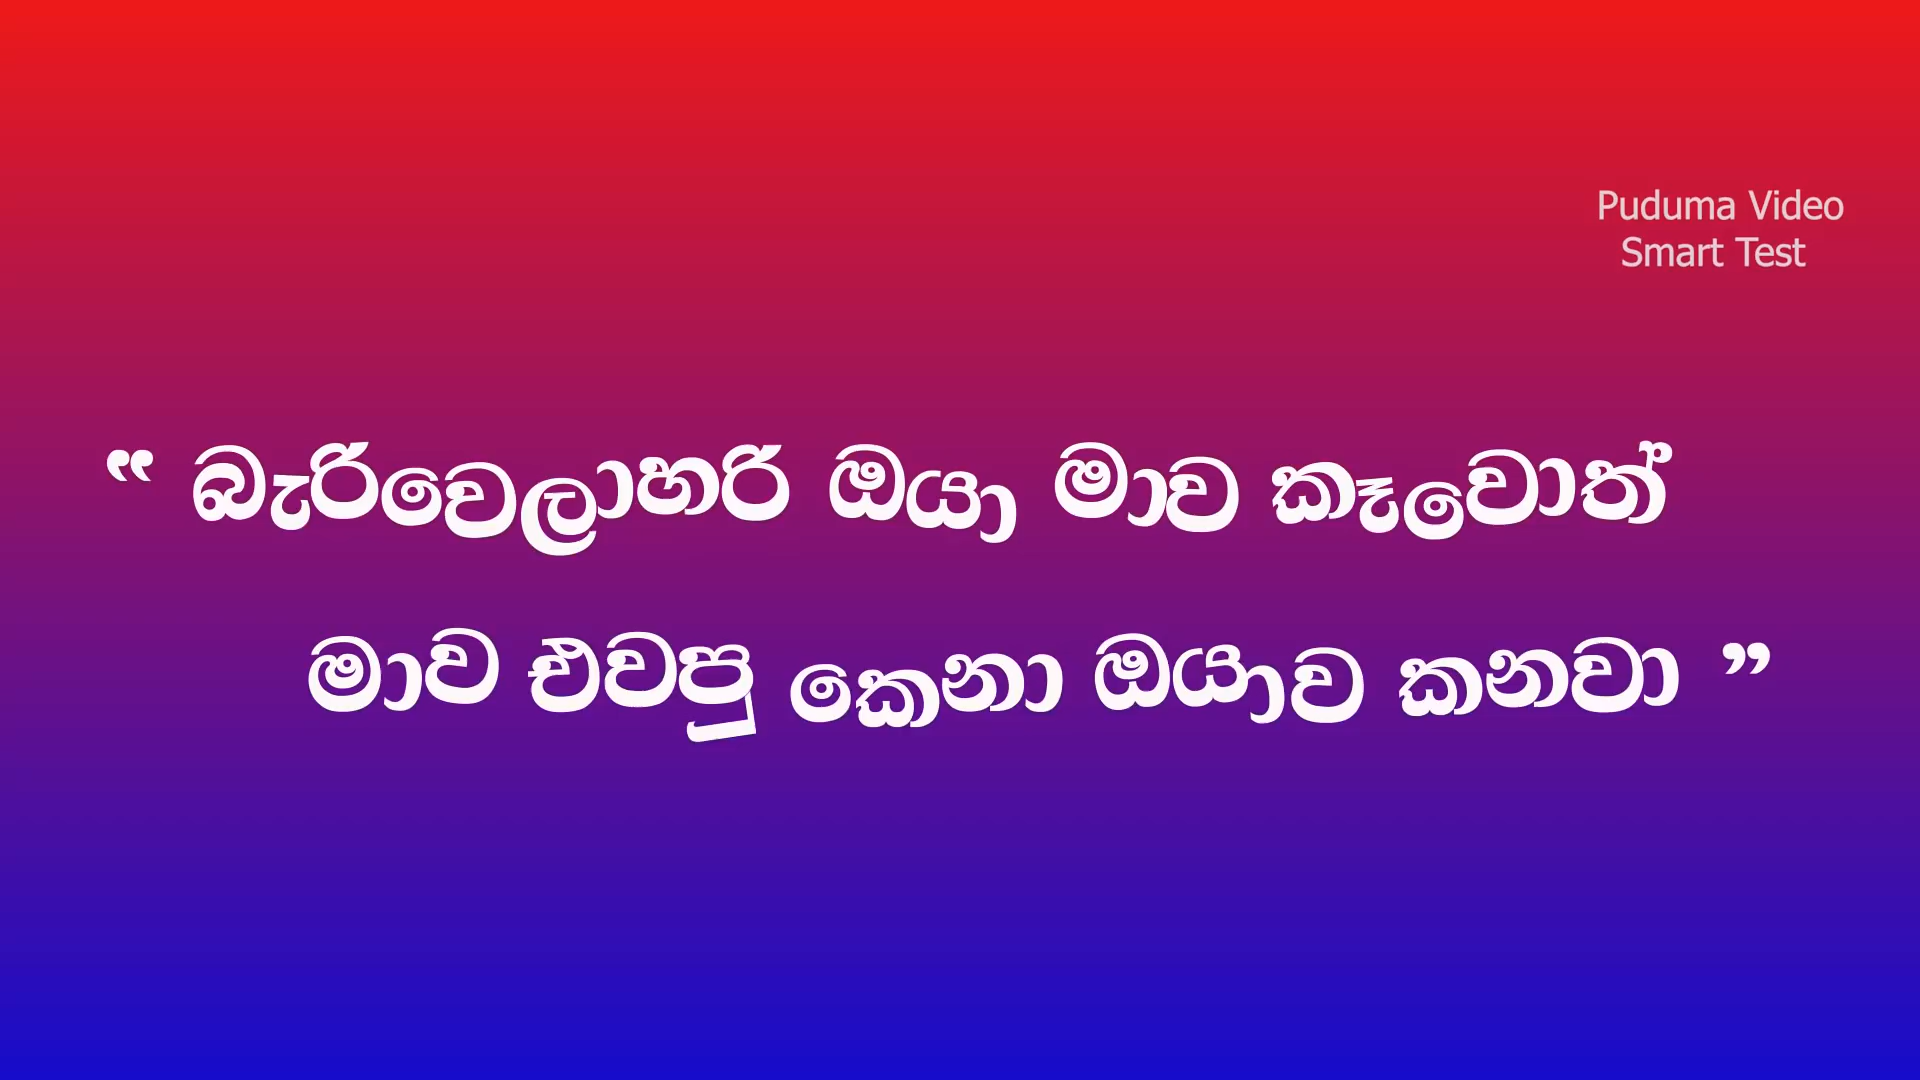 Puduma Video
Smart Test
“ බැරිවෙලාහරි ඔයා මාව කෑවොත්
මාව එවපු කෙනා ඔයාව කනවා ”